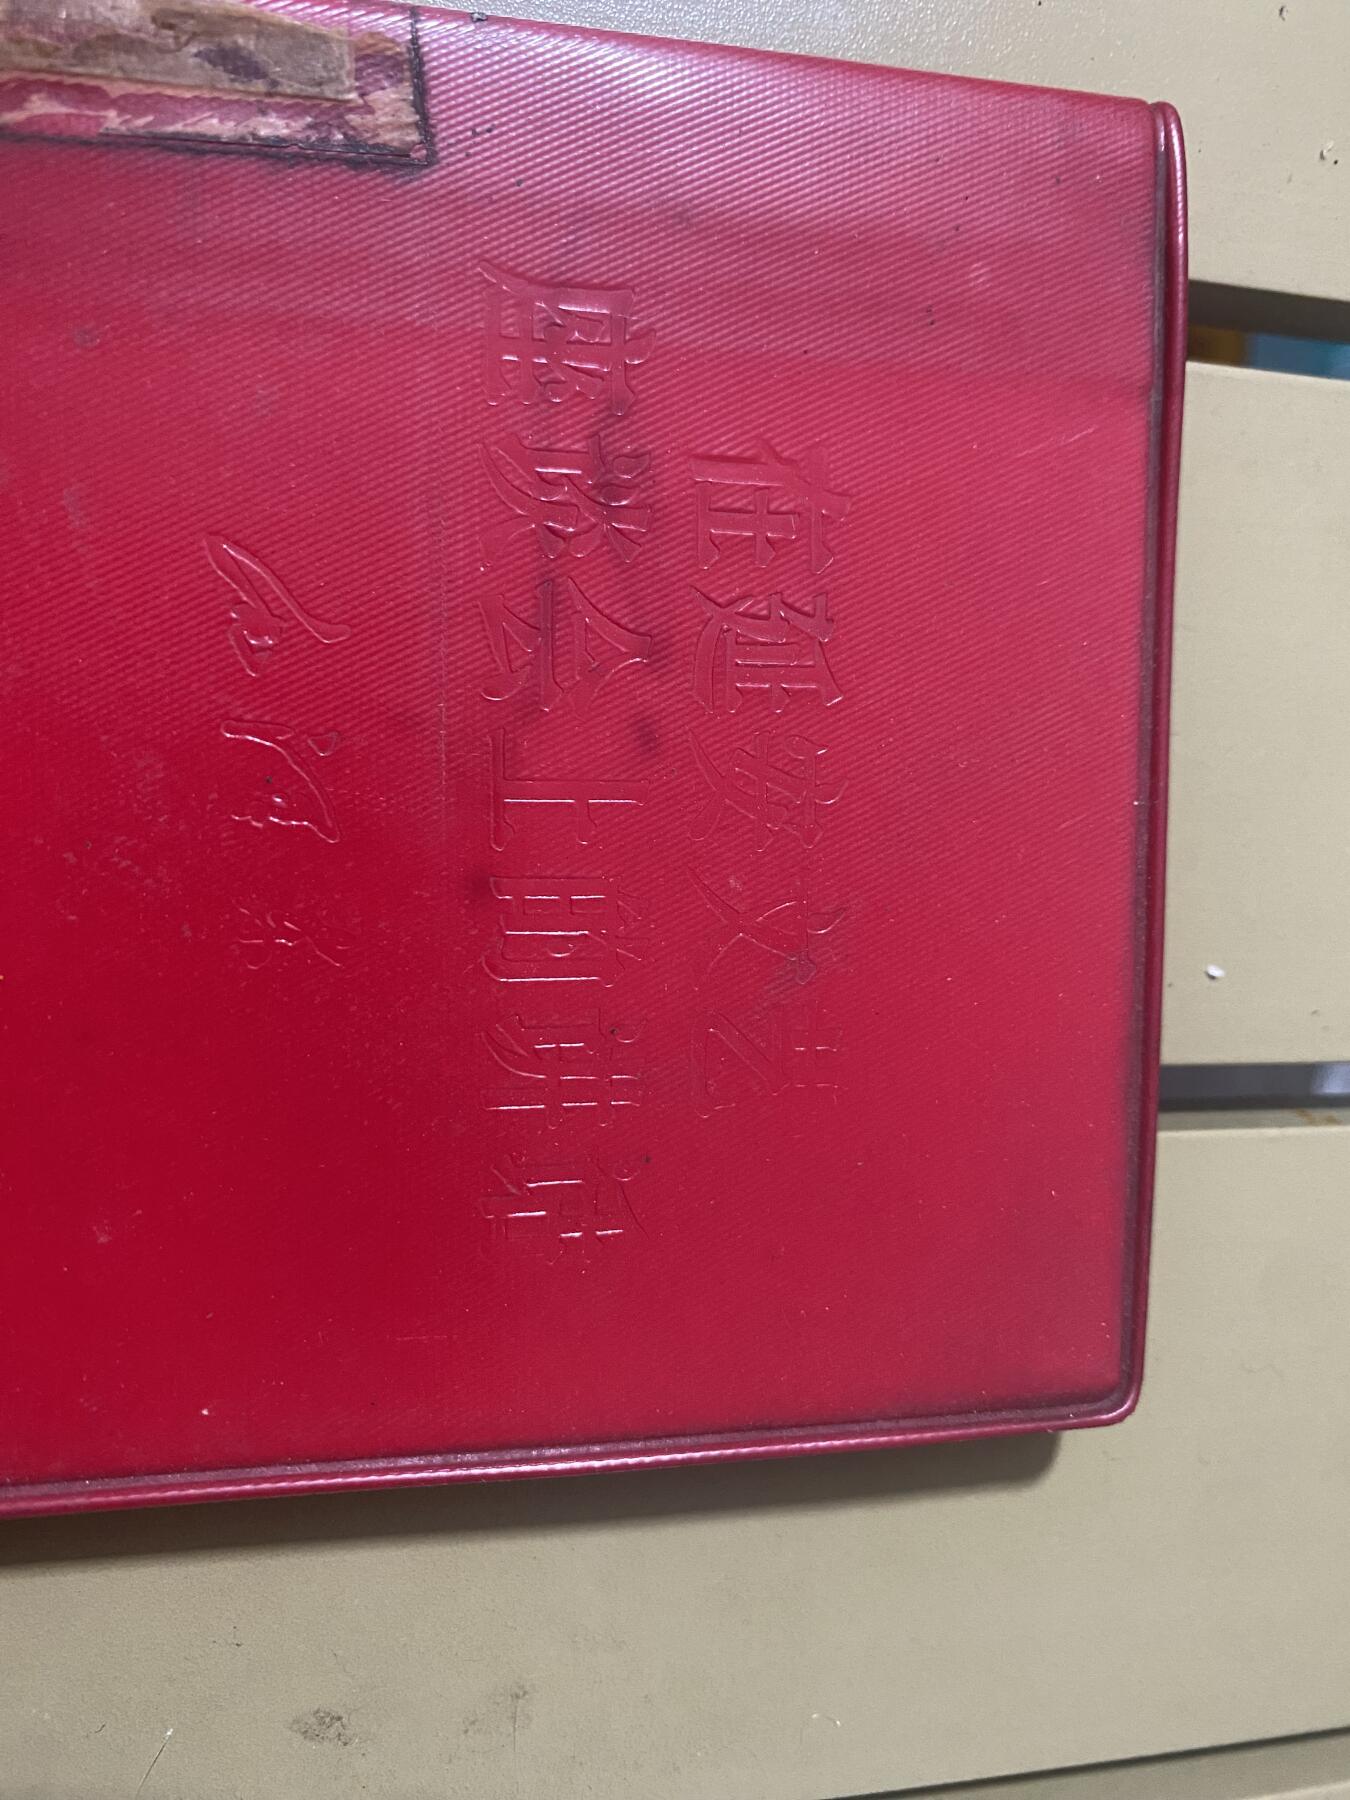 在延安文艺
座谈会上的讲话
毛泽东